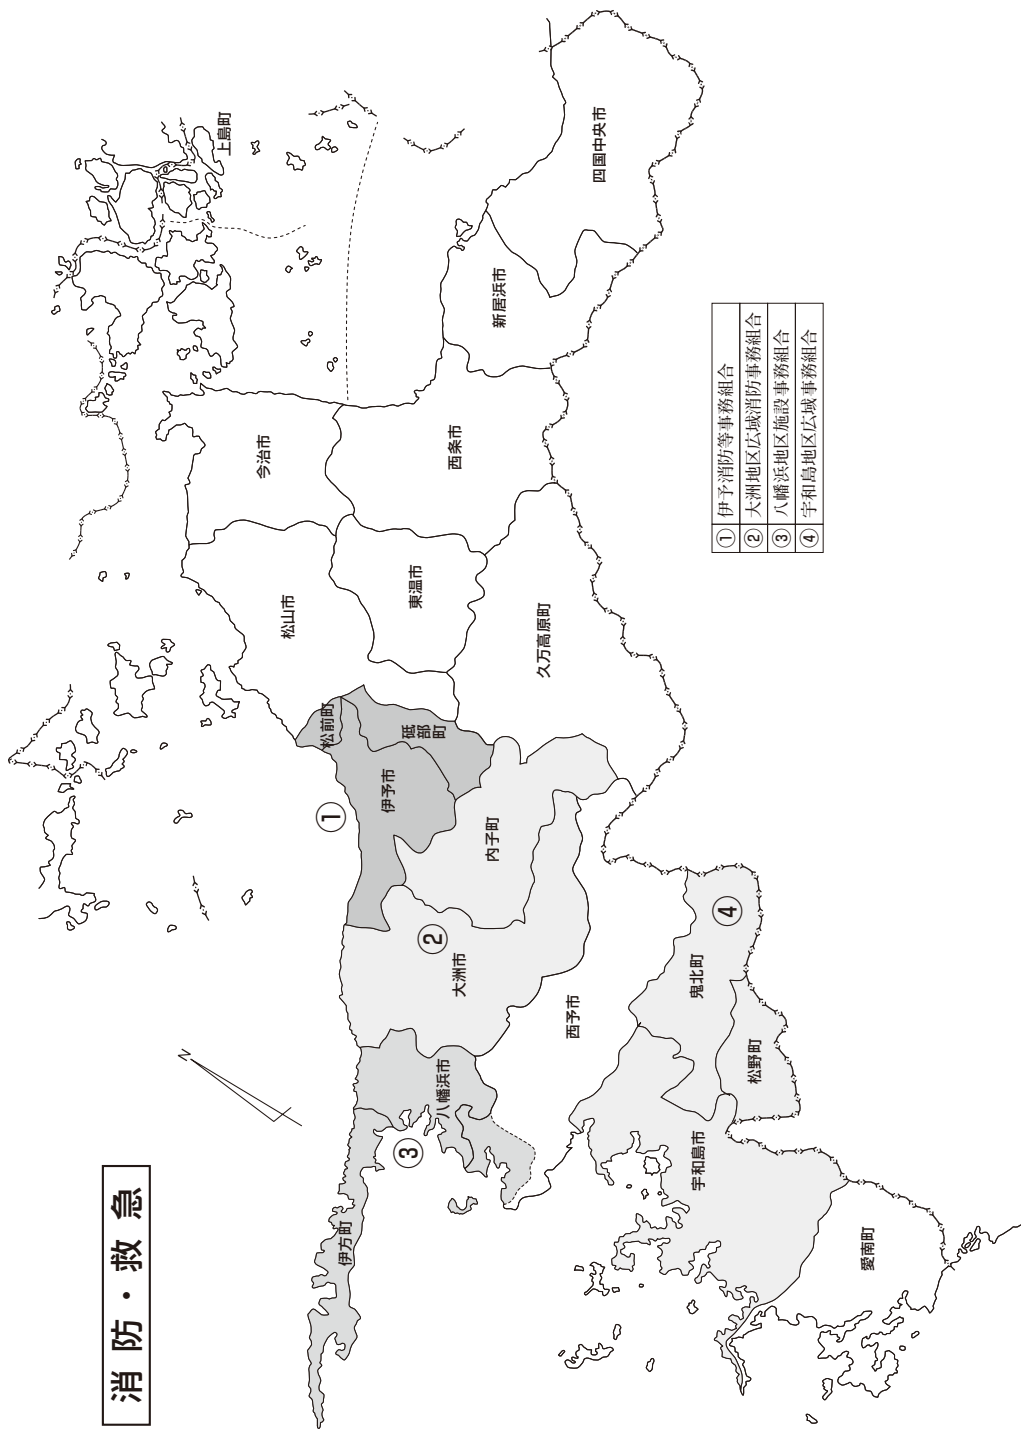 消防・救急
上島町
四国中央市
新居浜市
西条市
今治市
東温市
松山市
久万高原町
松前町
砥部町
伊予市
①
内子町
②
大洲市
西予市
④
鬼北町
松野町
N
八幡浜市
③
宇和島市
伊方町
愛南町
① 伊予消防等事務組合
② 大洲地区広域消防事務組合
③ 八幡浜地区施設事務組合
④ 宇和島地区広域事務組合